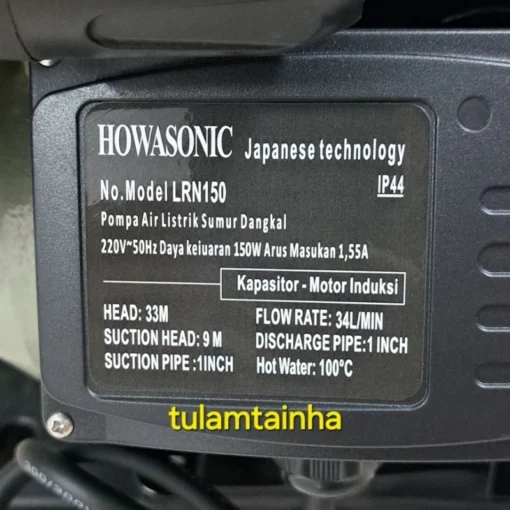 HOWASONIC Japanese technology
IP44
No.Model LRN150
Pompa Air Listrik Sumur Dangkal
220V~50Hz Daya keiuaran 150W Arus Masukan 1,55A
Kapasitor - Motor Induksi
HEAD: 33M FLOW RATE: 34L/MIN
SUCTION HEAD: 9 M DISCHARGE PIPE:1 INCH
SUCTION PIPE :1INCH Hot Water: 100°C
tulamtainha